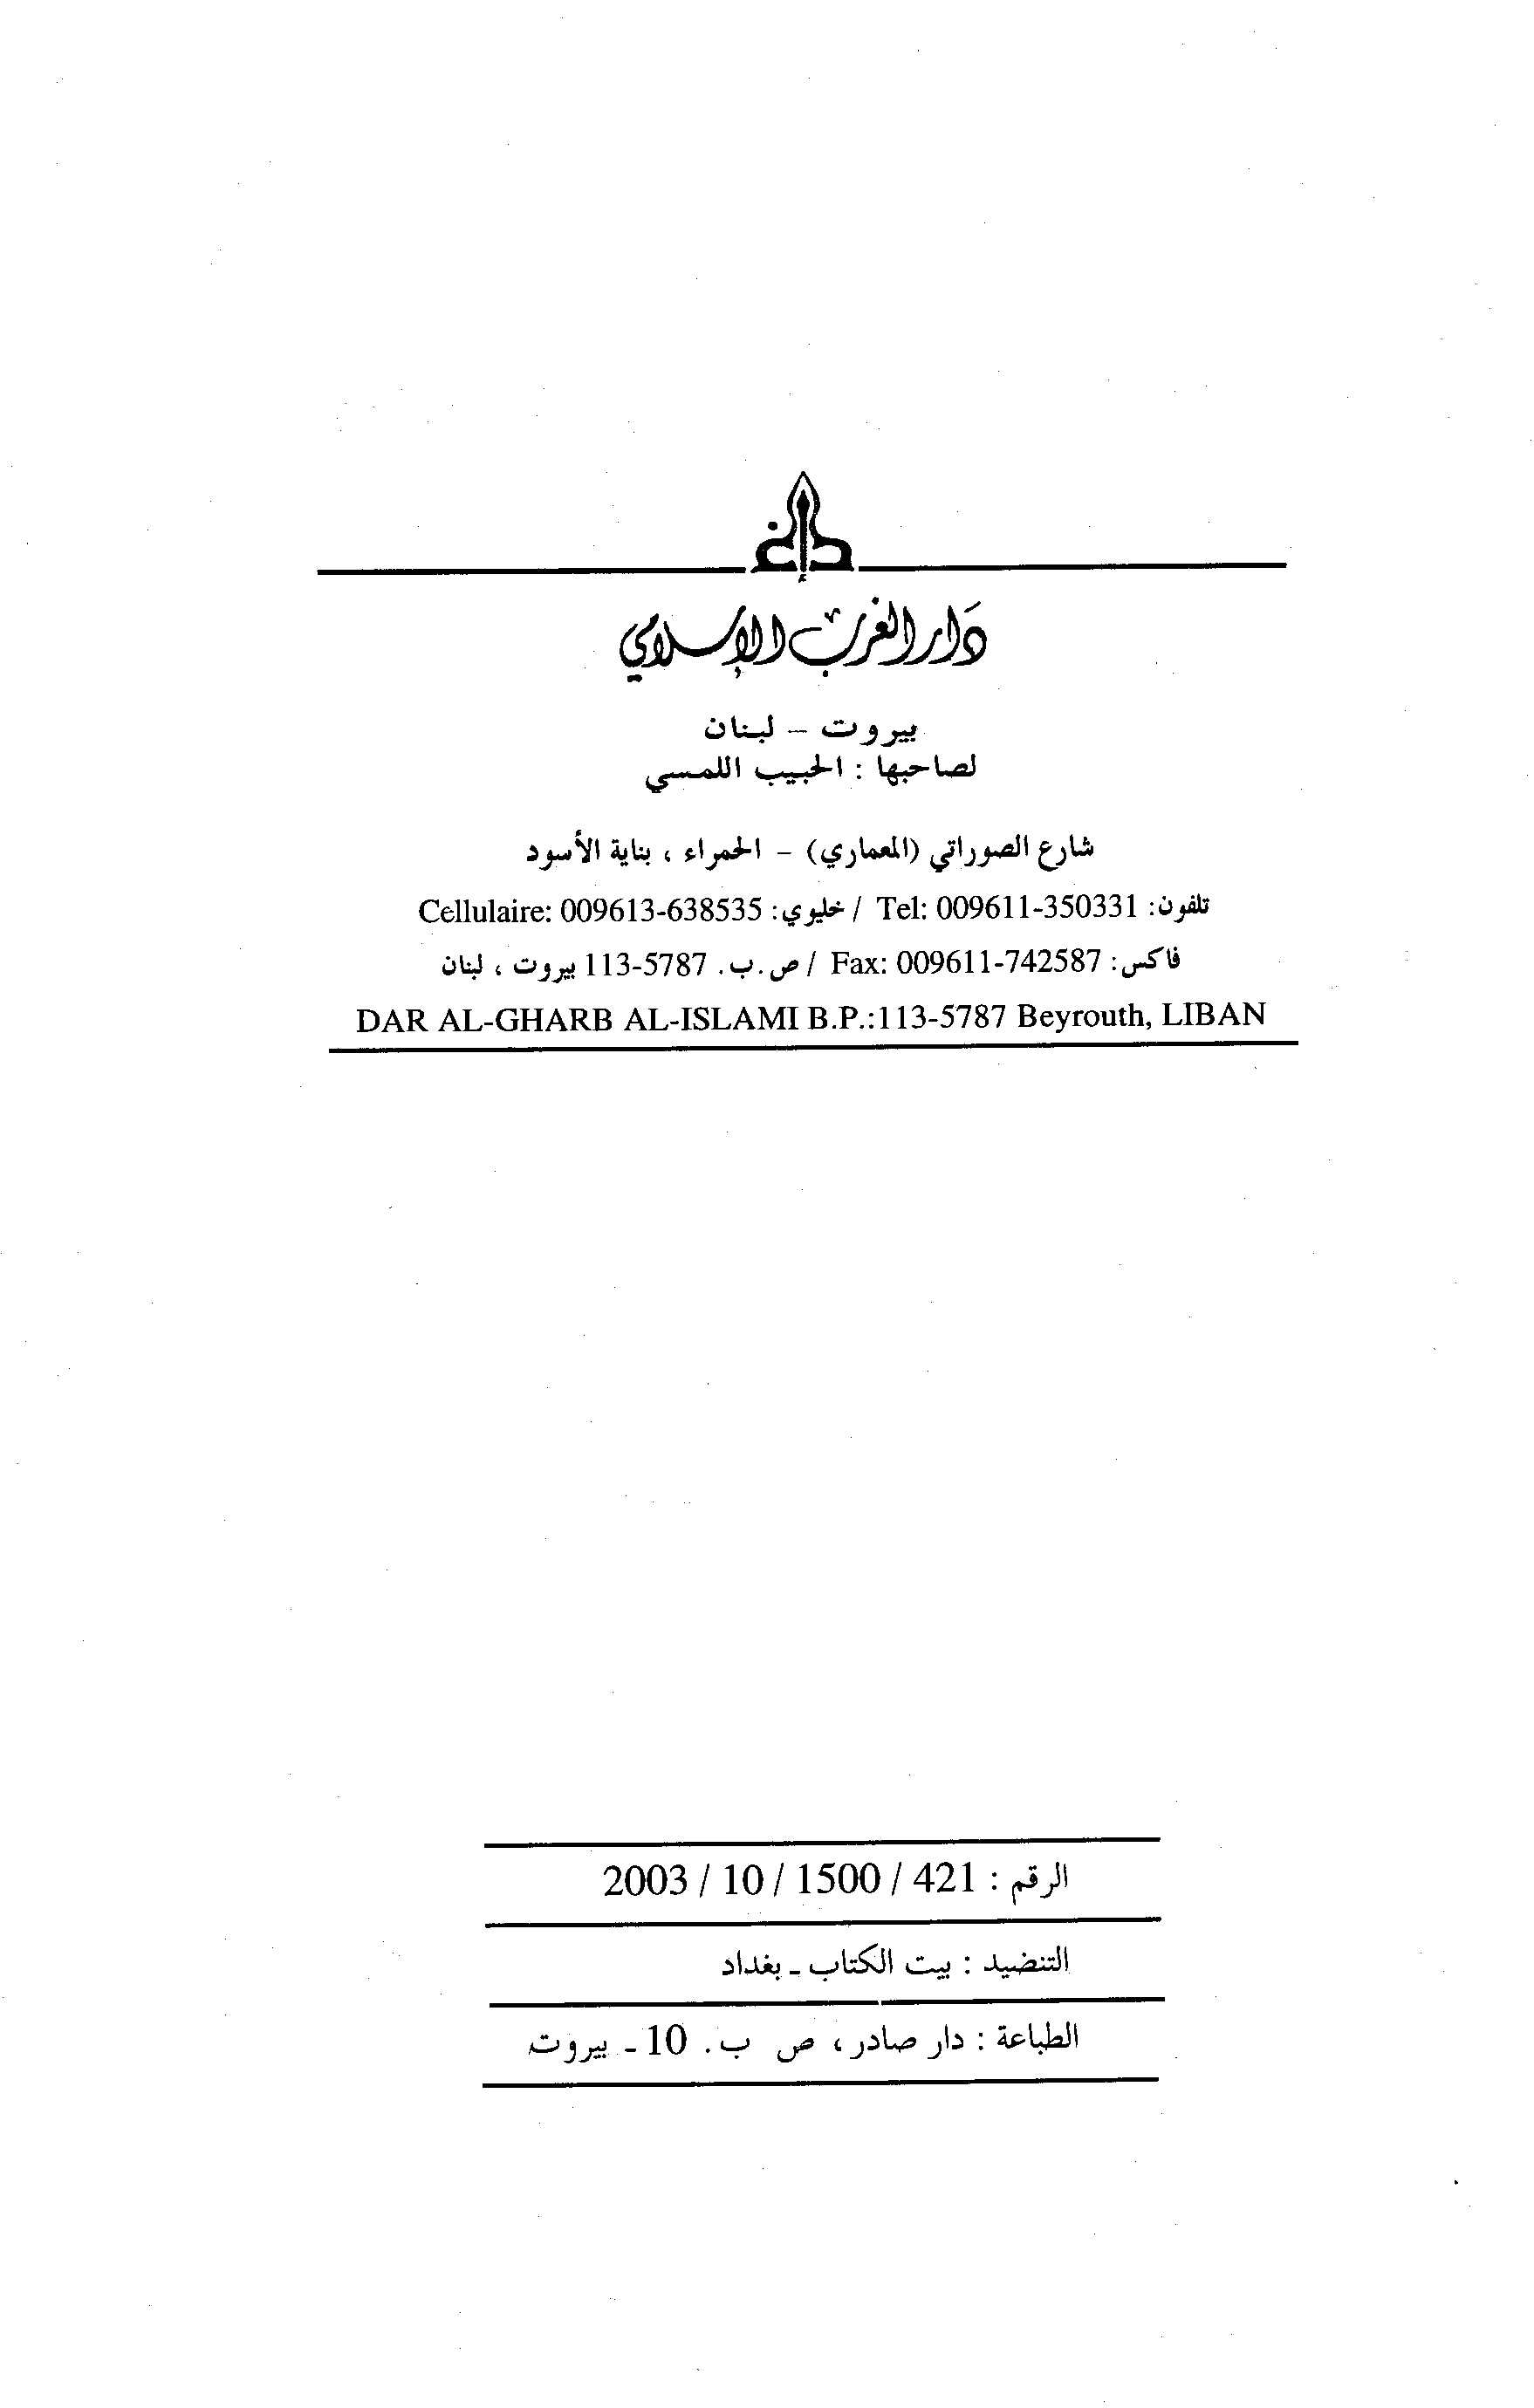 دار الغرب الإسلامي
بيروت - لبنان
لصاحبها : الحبيب اللمسي
شارع الصوراتي (المعماري) - الحمراء ، بناية الأسود
تلفون: Tel: 009611-350331 / خليوي: Cellulaire: 009613-638535
فاكس: Fax: 009611-742587 / ص.ب. 113-5787 بيروت ، لبنان
DAR AL-GHARB AL-ISLAMI B.P.:113-5787 Beyrouth, LIBAN
الرقم : 421 / 1500 / 10 / 2003
التنضيد : بيت الكتاب - بغداد
الطباعة : دار صادر ، ص ب . 10 - بيروت